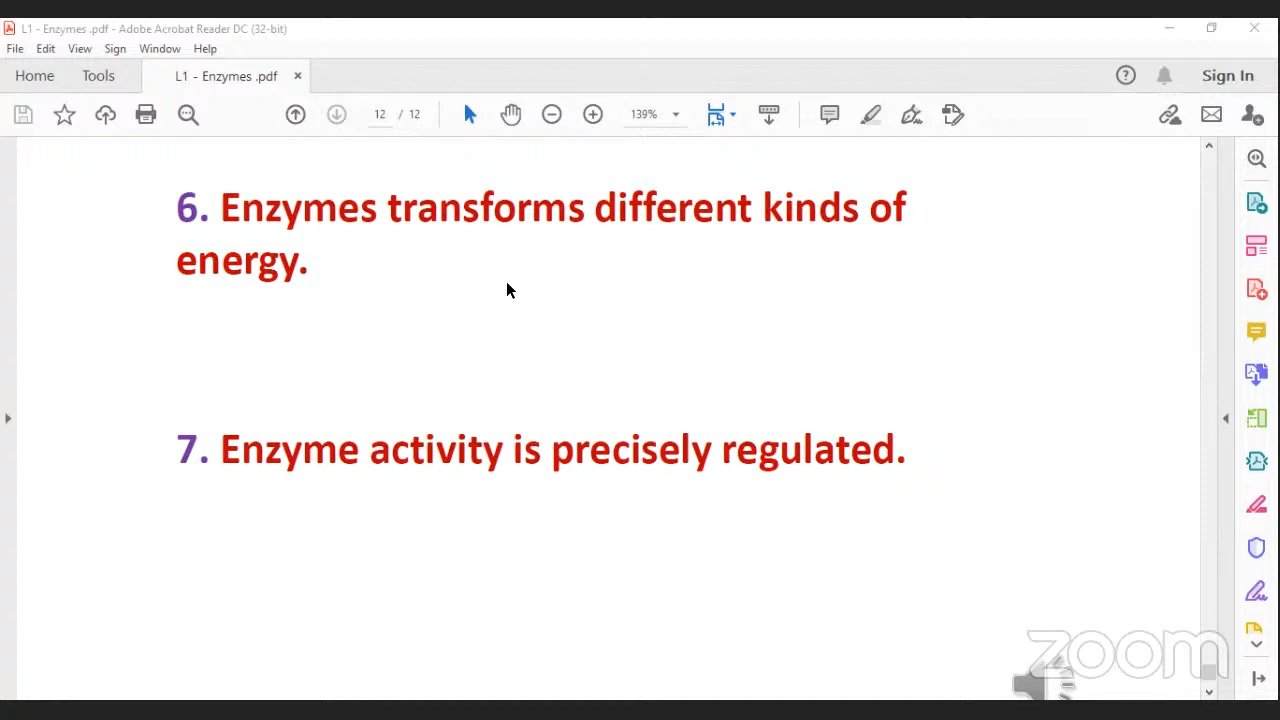 L1 - Enzymes .pdf - Adobe Acrobat Reader DC (32-bit)
File Edit View Sign Window Help
Home Tools L1 - Enzymes .pdf × Sign In
12 / 12 139%
6. Enzymes transforms different kinds of
energy.
7. Enzyme activity is precisely regulated.
zoom